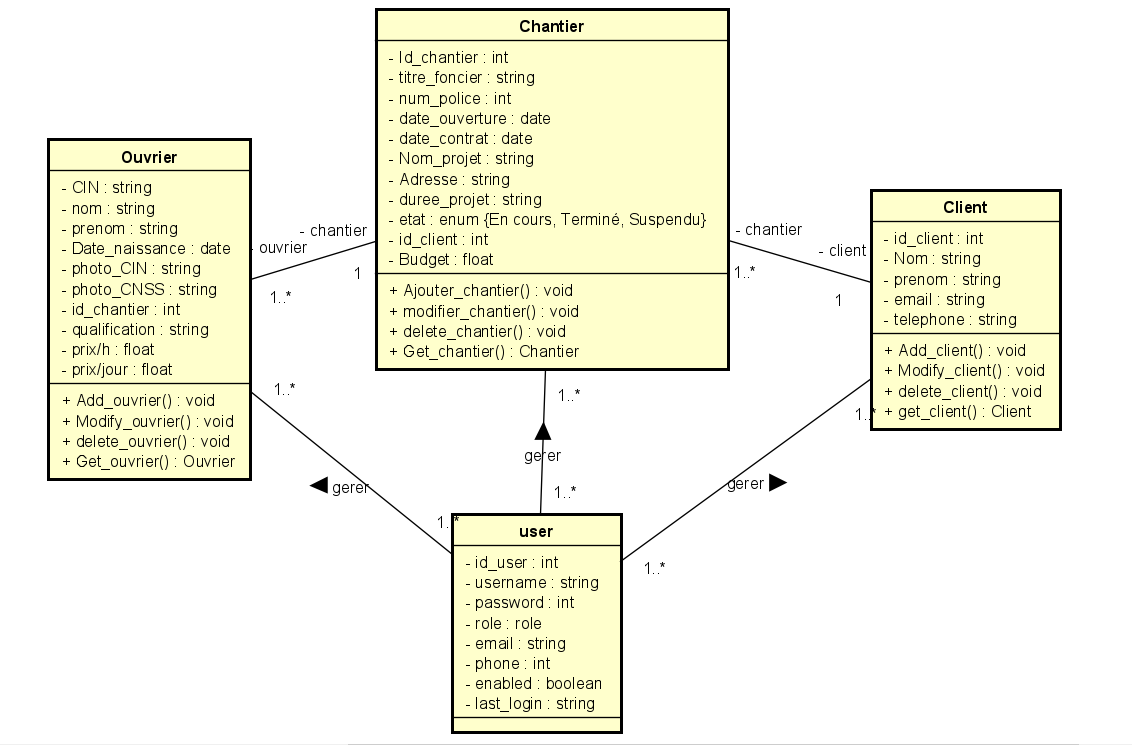 Chantier
- Id_chantier : int
- titre_foncier : string
- num_police : int
- date_ouverture : date
- date_contrat : date
- Nom_projet : string
- Adresse : string
- duree_projet : string
- etat : enum {En cours, Terminé, Suspendu}
- id_client : int
- Budget : float
+ Ajouter_chantier() : void
+ modifier_chantier() : void
+ delete_chantier() : void
+ Get_chantier() : Chantier
Ouvrier
- CIN : string
- nom : string
- prenom : string
- Date_naissance : date
- photo_CIN : string
- photo_CNSS : string
- id_chantier : int
- qualification : string
- prix/h : float
- prix/jour : float
+ Add_ouvrier() : void
+ Modify_ouvrier() : void
+ delete_ouvrier() : void
+ Get_ouvrier() : Ouvrier
- chantier
- ouvrier
1
1..*
- chantier
- client
1..*
1
Client
- id_client : int
- Nom : string
- prenom : string
- email : string
- telephone : string
+ Add_client() : void
+ Modify_client() : void
+ delete_client() : void
+ get_client() : Client
1..*
1..*
1..*
gerer
gerer
gerer
1..*
1..*
1..*
user
- id_user : int
- username : string
- password : int
- role : role
- email : string
- phone : int
- enabled : boolean
- last_login : string